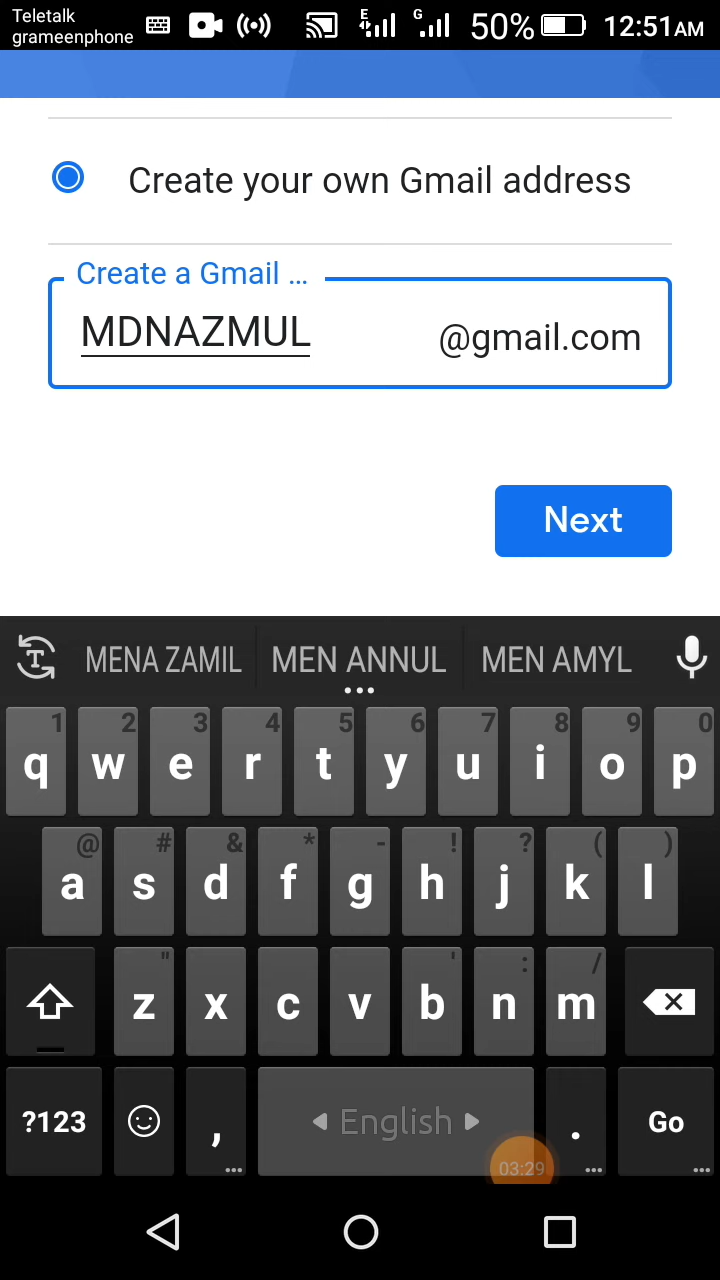 Teletalk
grameenphone
E
G
50%
12:51AM
Create your own Gmail address
Create a Gmail ...
MDNAZMUL
@gmail.com
Next
MENA ZAMIL MEN ANNUL MEN AMYL
1 2 3 4 5 6 7 8 9 0
q w e r t y u i o p
@ # & * - ! ? ( )
a s d f g h j k l
" ' : /
z x c v b n m
?123 , English . Go
03:29